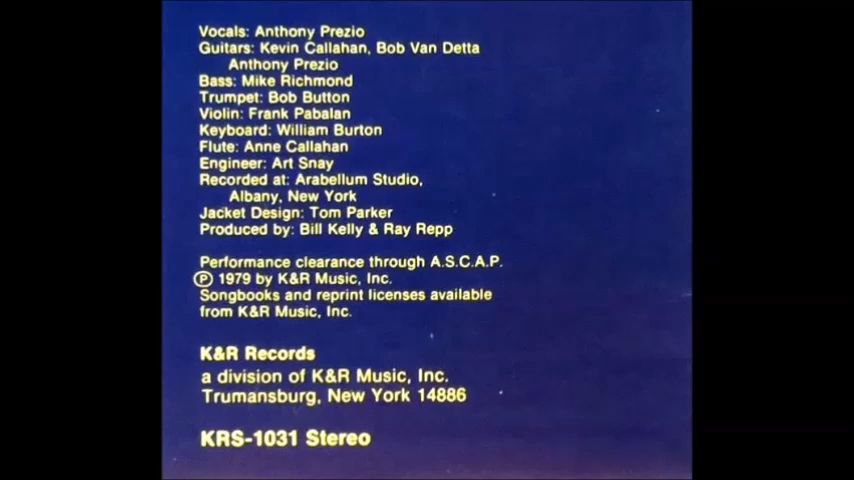 Vocals: Anthony Prezio
Guitars: Kevin Callahan, Bob Van Detta
Anthony Prezio
Bass: Mike Richmond
Trumpet: Bob Button
Violin: Frank Pabalan
Keyboard: William Burton
Flute: Anne Callahan
Engineer: Art Snay
Recorded at: Arabellum Studio,
Albany, New York
Jacket Design: Tom Parker
Produced by: Bill Kelly & Ray Repp
Performance clearance through A.S.C.A.P.
℗ 1979 by K&R Music, Inc.
Songbooks and reprint licenses available
from K&R Music, Inc.
K&R Records
a division of K&R Music, Inc.
Trumansburg, New York 14886
KRS-1031 Stereo